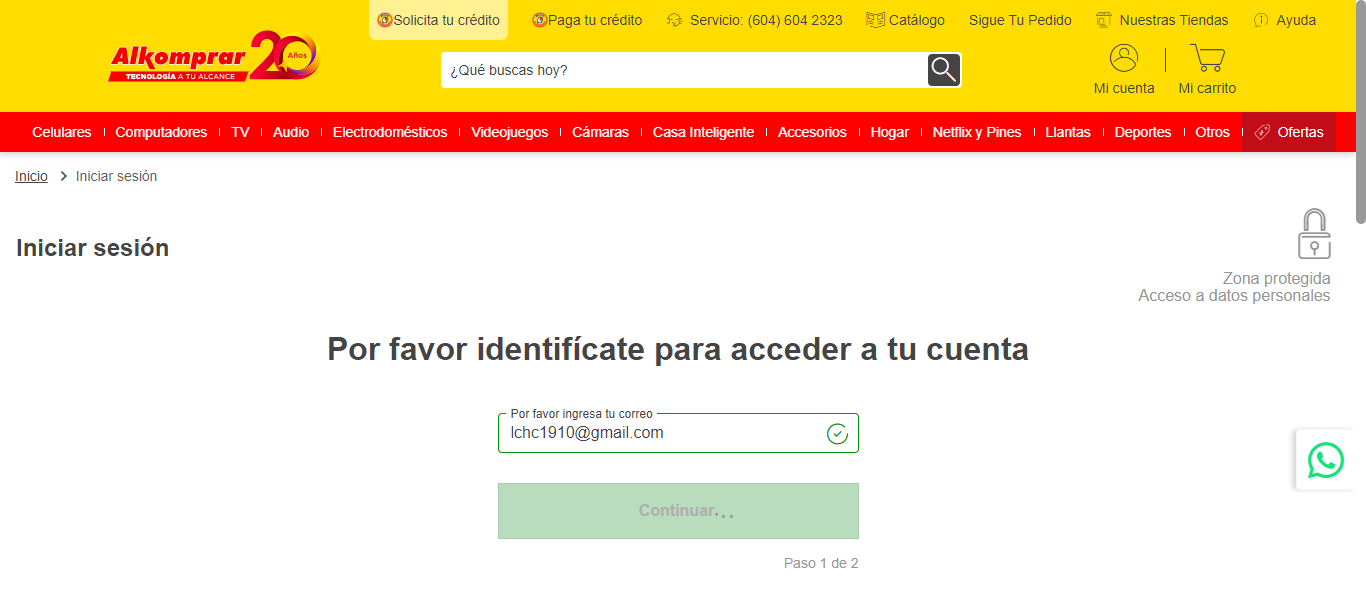 Solicita tu crédito
Paga tu crédito
Servicio: (604) 604 2323
Catálogo
Sigue Tu Pedido
Nuestras Tiendas
Ayuda
Alkomprar 20 Años
TECNOLOGÍA A TU ALCANCE
¿Qué buscas hoy?
Mi cuenta
Mi carrito
Celulares
Computadores
TV
Audio
Electrodomésticos
Videojuegos
Cámaras
Casa Inteligente
Accesorios
Hogar
Netflix y Pines
Llantas
Deportes
Otros
Ofertas
Inicio > Iniciar sesión
Iniciar sesión
Zona protegida
Acceso a datos personales
Por favor identifícate para acceder a tu cuenta
Por favor ingresa tu correo
lchc1910@gmail.com
Continuar...
Paso 1 de 2